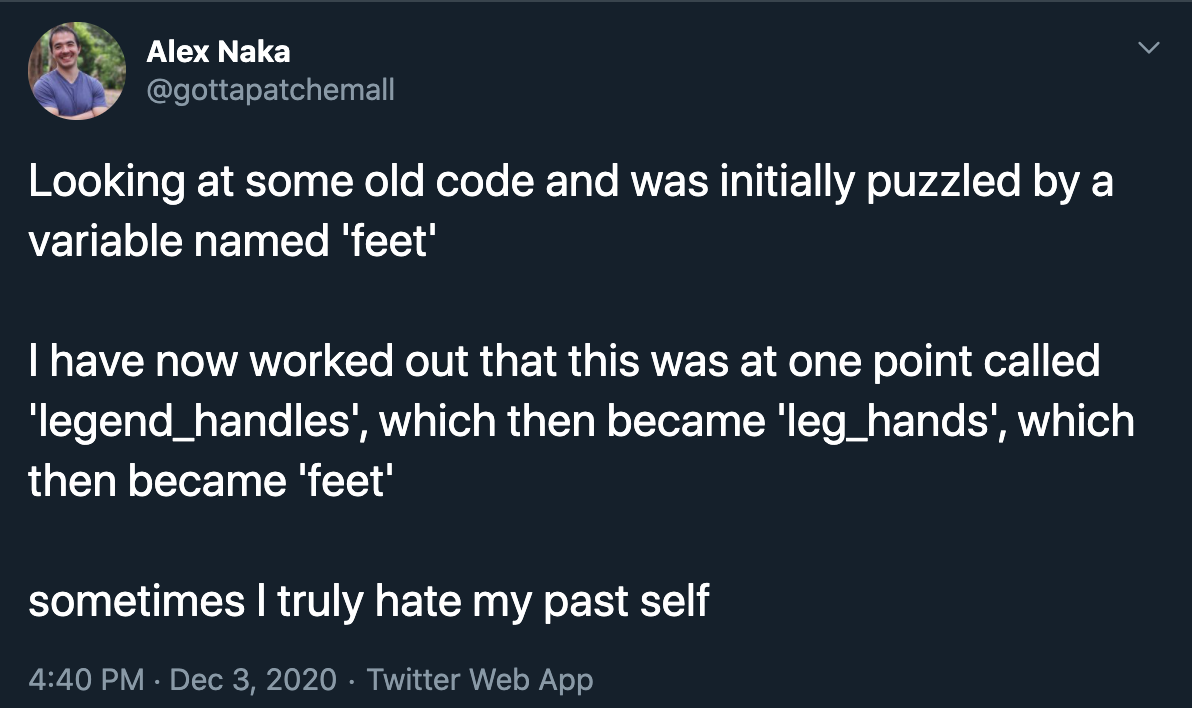 Alex Naka
@gottapatchemall
Looking at some old code and was initially puzzled by a
variable named 'feet'
I have now worked out that this was at one point called
'legend_handles', which then became 'leg_hands', which
then became 'feet'
sometimes I truly hate my past self
4:40 PM · Dec 3, 2020 · Twitter Web App